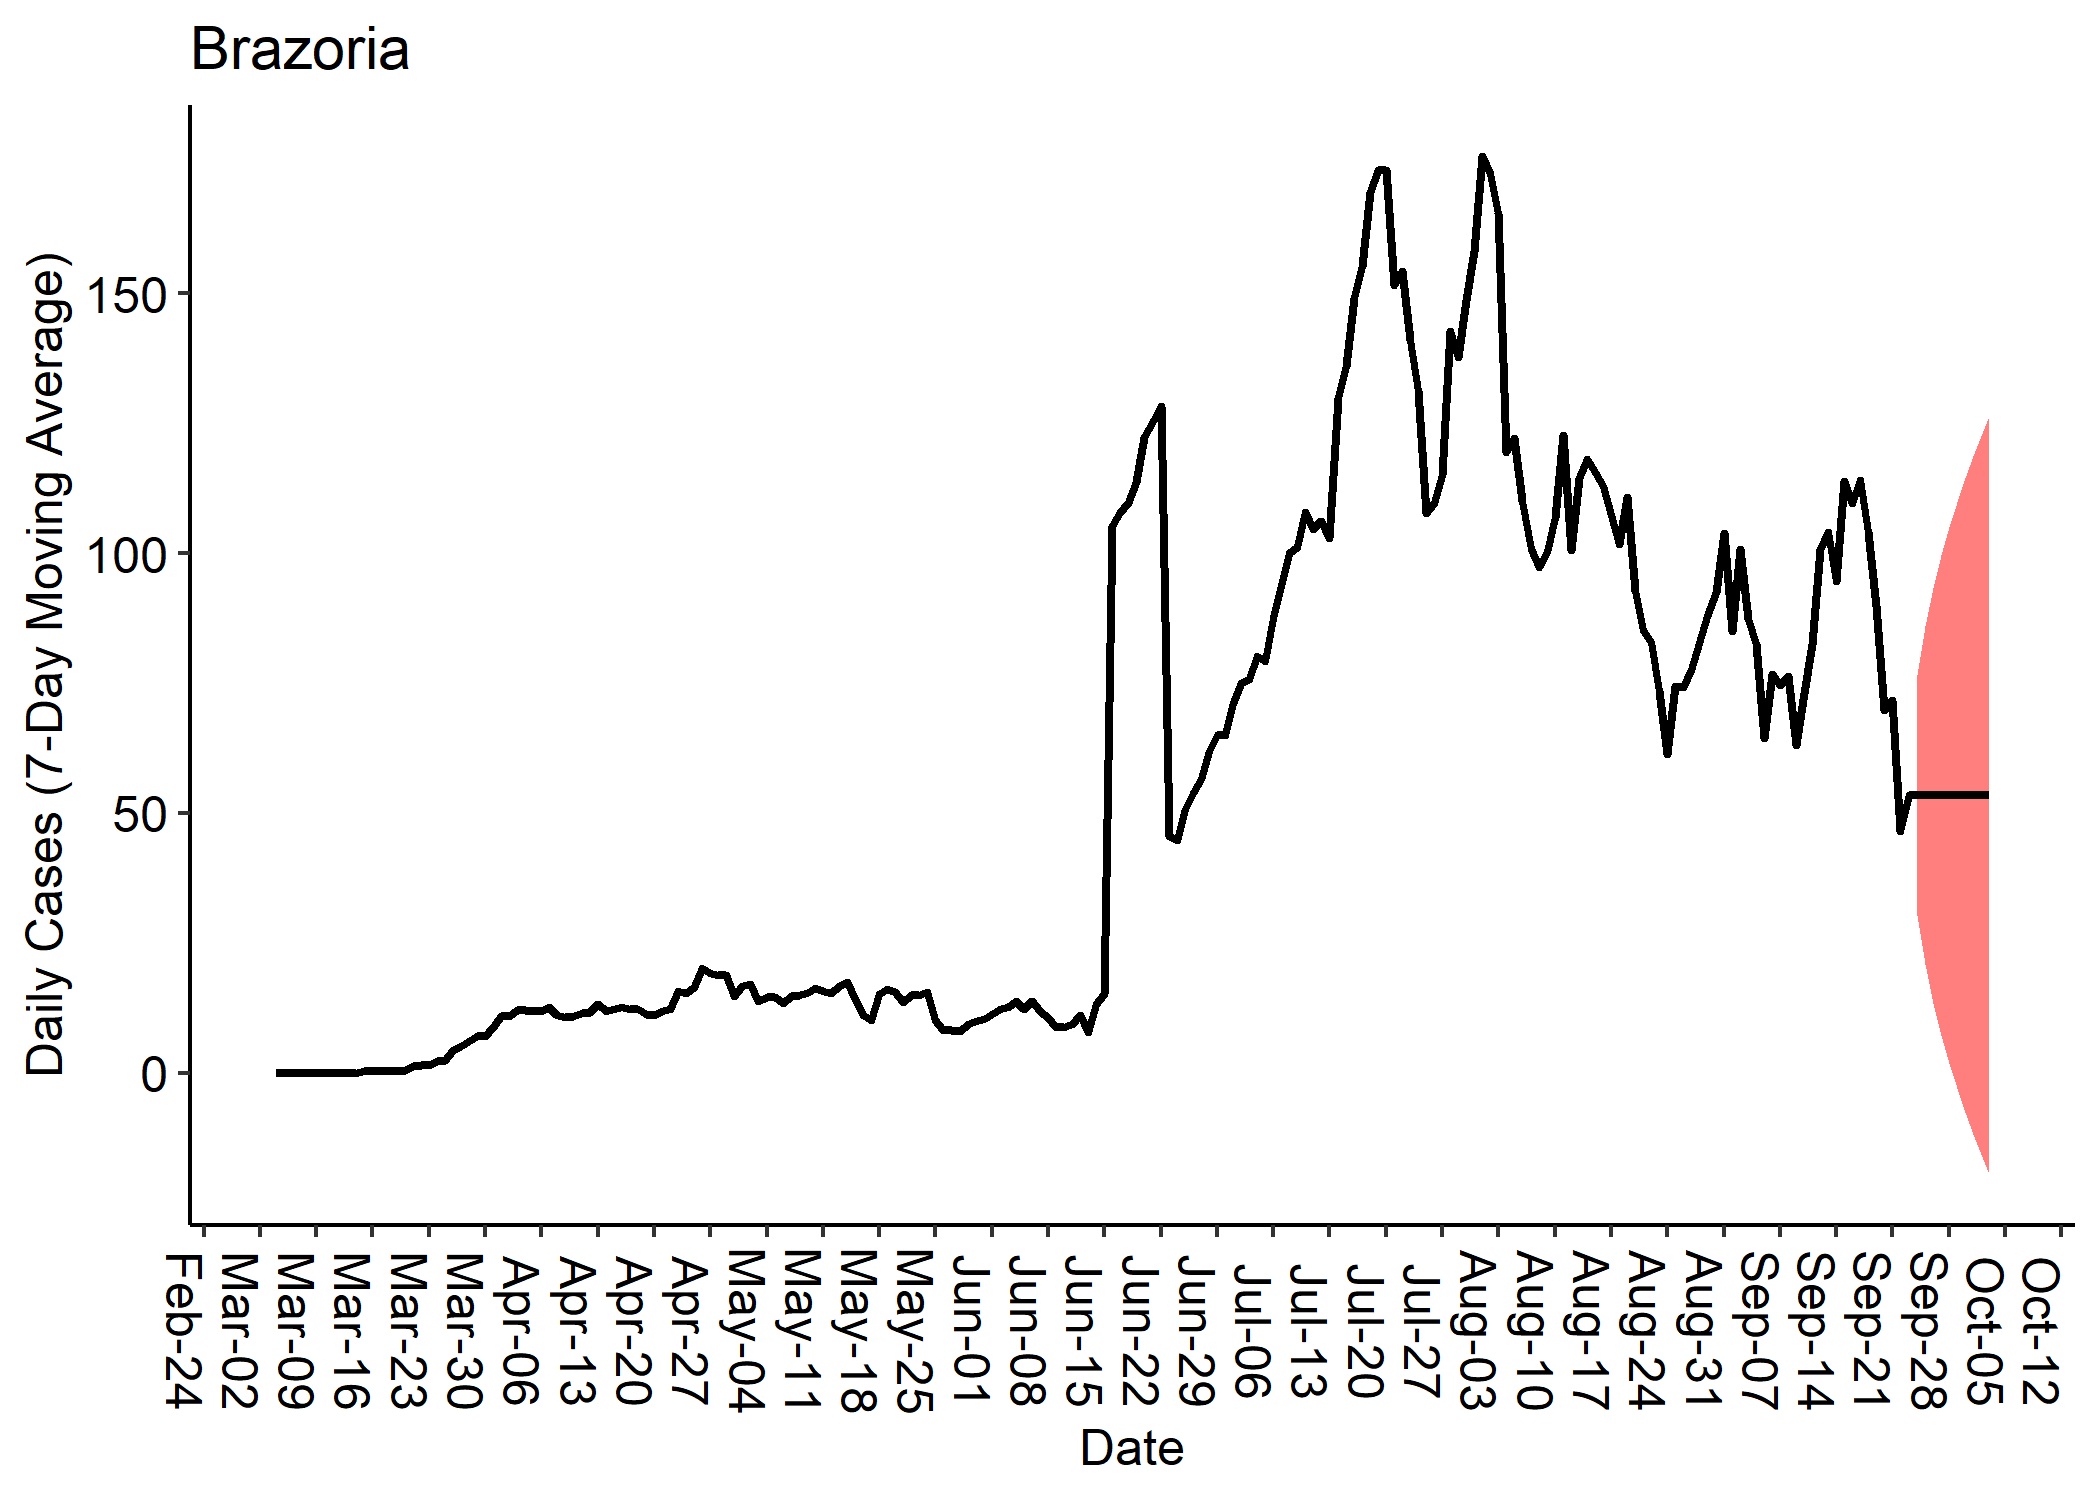 Brazoria
Daily Cases (7-Day Moving Average)
150
100
50
0
Feb-24
Mar-02
Mar-09
Mar-16
Mar-23
Mar-30
Apr-06
Apr-13
Apr-20
Apr-27
May-04
May-11
May-18
May-25
Jun-01
Jun-08
Jun-15
Jun-22
Jun-29
Jul-06
Jul-13
Jul-20
Jul-27
Aug-03
Aug-10
Aug-17
Aug-24
Aug-31
Sep-07
Sep-14
Sep-21
Sep-28
Oct-05
Oct-12
Date